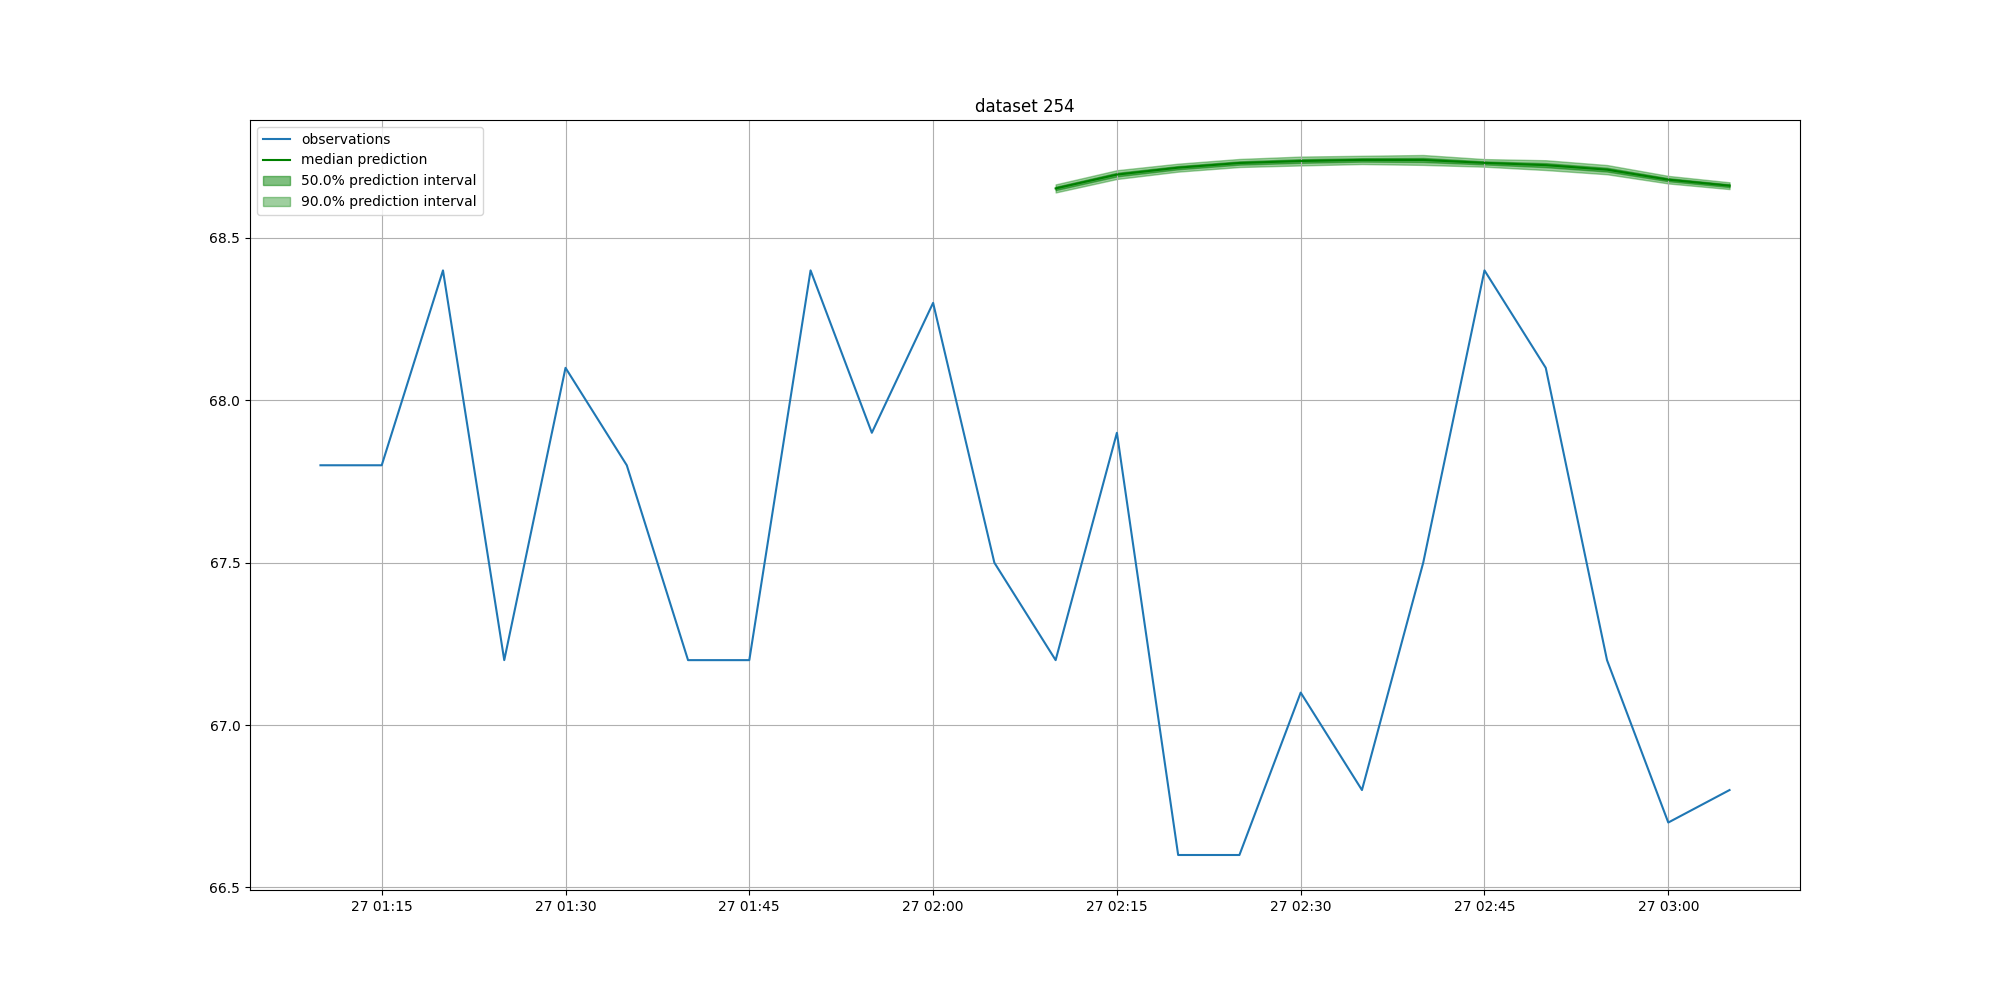 dataset 254
observations
median prediction
50.0% prediction interval
90.0% prediction interval
68.5
68.0
67.5
67.0
66.5
27 01:15 27 01:30 27 01:45 27 02:00 27 02:15 27 02:30 27 02:45 27 03:00